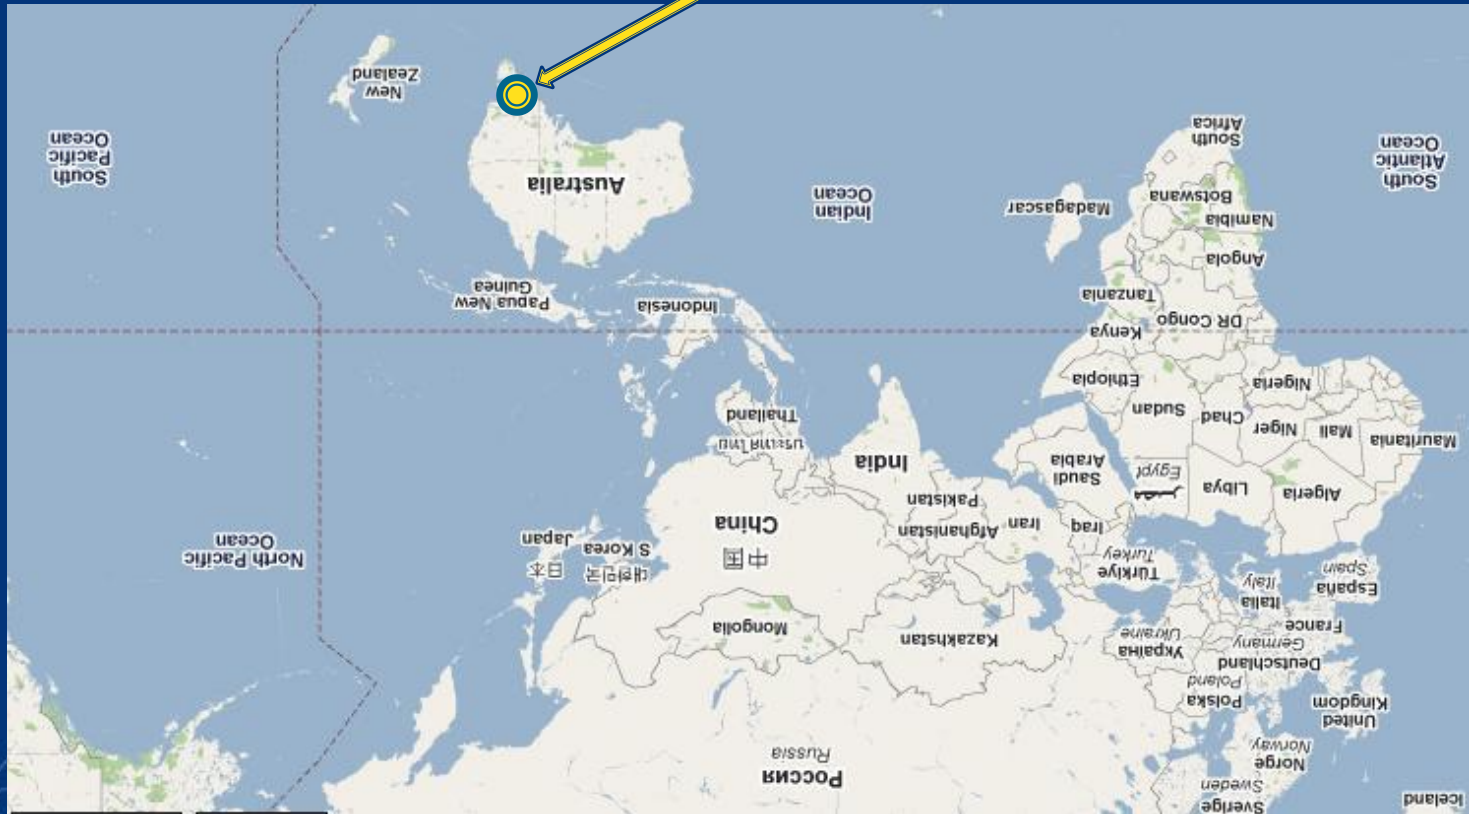 Iceland
Sverige
Sweden
Norge
Norway
Россия
Russia
United
Kingdom
Polska
Poland
Deutschland
Germany
France
Україна
Ukraine
Kazakhstan
Mongolia
España
Spain
Italia
Italy
Türkiye
Turkey
中国
China
대한민국
S Korea
日本
Japan
North Pacific
Ocean
Algeria
Libya
مصر
Egypt
Iraq
Iran
Afghanistan
Pakistan
Saudi
Arabia
India
ประเทศไทย
Thailand
Mauritania
Mali
Niger
Chad
Sudan
Nigeria
Ethiopia
DR Congo
Kenya
Tanzania
Indonesia
Papua New
Guinea
Angola
Namibia
Botswana
Madagascar
Indian
Ocean
Australia
South
Atlantic
Ocean
South
Africa
South
Pacific
Ocean
New
Zealand